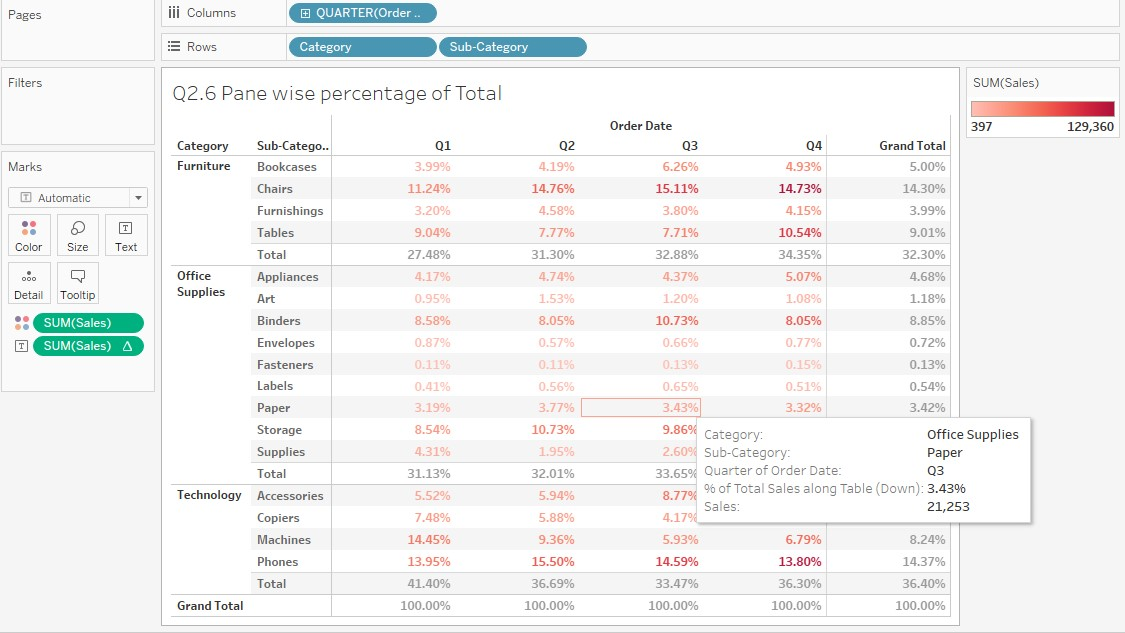 Pages
Columns
QUARTER(Order ..
Rows
Category
Sub-Category
Filters
Marks
Automatic
Color
Size
Text
Detail
Tooltip
SUM(Sales)
SUM(Sales) Δ
Q2.6 Pane wise percentage of Total
Order Date
Category Sub-Catego.. Q1 Q2 Q3 Q4 Grand Total
Furniture Bookcases 3.99% 4.19% 6.26% 4.93% 5.00%
Chairs 11.24% 14.76% 15.11% 14.73% 14.30%
Furnishings 3.20% 4.58% 3.80% 4.15% 3.99%
Tables 9.04% 7.77% 7.71% 10.54% 9.01%
Total 27.48% 31.30% 32.88% 34.35% 32.30%
Office Supplies Appliances 4.17% 4.74% 4.37% 5.07% 4.68%
Art 0.95% 1.53% 1.20% 1.08% 1.18%
Binders 8.58% 8.05% 10.73% 8.05% 8.85%
Envelopes 0.87% 0.57% 0.66% 0.77% 0.72%
Fasteners 0.11% 0.11% 0.13% 0.15% 0.13%
Labels 0.41% 0.56% 0.65% 0.51% 0.54%
Paper 3.19% 3.77% 3.43% 3.32% 3.42%
Storage 8.54% 10.73% 9.86%
Supplies 4.31% 1.95% 2.60%
Total 31.13% 32.01% 33.65%
Technology Accessories 5.52% 5.94% 8.77%
Copiers 7.48% 5.88% 4.17%
Machines 14.45% 9.36% 5.93% 6.79% 8.24%
Phones 13.95% 15.50% 14.59% 13.80% 14.37%
Total 41.40% 36.69% 33.47% 36.30% 36.40%
Grand Total 100.00% 100.00% 100.00% 100.00% 100.00%
Category: Office Supplies
Sub-Category: Paper
Quarter of Order Date: Q3
% of Total Sales along Table (Down): 3.43%
Sales: 21,253
SUM(Sales)
397 129,360